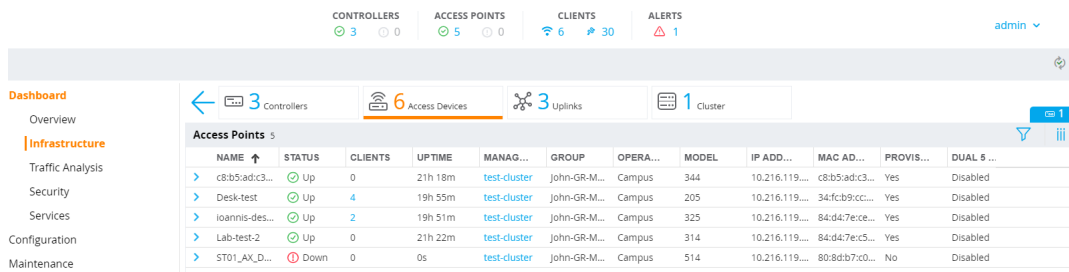 CONTROLLERS ACCESS POINTS CLIENTS ALERTS
3 0 5 0 6 30 1
admin
Dashboard
Overview
Infrastructure
Traffic Analysis
Security
Services
Configuration
Maintenance
3 Controllers 6 Access Devices 3 Uplinks 1 Cluster
1
Access Points 5
NAME STATUS CLIENTS UPTIME MANAG... GROUP OPERA... MODEL IP ADD... MAC AD... PROVIS... DUAL 5 ...
c8:b5:ad:c3... Up 0 21h 18m test-cluster John-GR-M... Campus 344 10.216.119.... c8:b5:ad:c3... Yes Disabled
Desk-test Up 4 19h 55m test-cluster John-GR-M... Campus 205 10.216.119.... 34:fc:b9:cc:... Yes Disabled
ioannis-des... Up 2 19h 51m test-cluster John-GR-M... Campus 325 10.216.119.... 84:d4:7e:ce... Yes Disabled
Lab-test-2 Up 0 21h 22m test-cluster John-GR-M... Campus 314 10.216.119.... 84:d4:7e:c5... Yes Disabled
ST01_AX_D... Down 0 0s test-cluster John-GR-M... Campus 514 10.216.119.... 80:8d:b7:c0... No Disabled